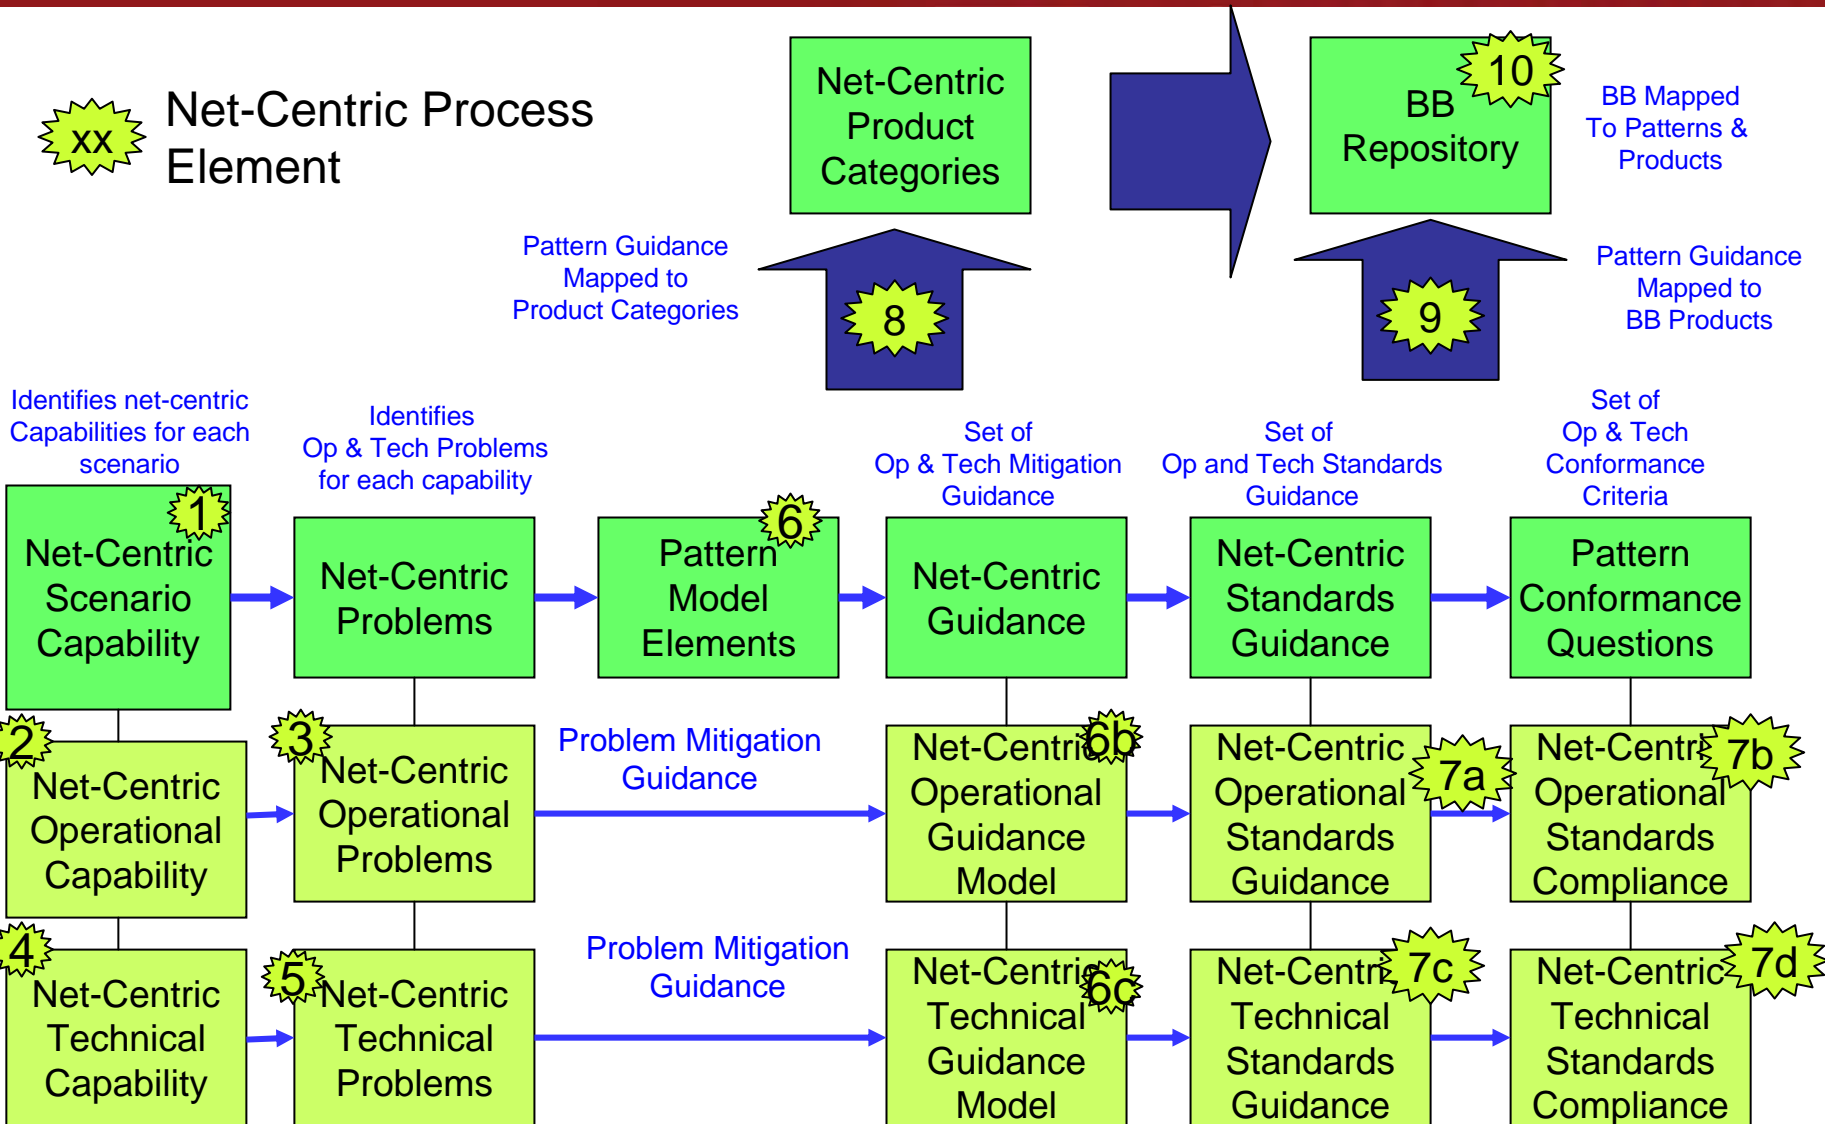 xx
Net-Centric Process
Element
Net-Centric
Product
Categories
10
BB
Repository
BB Mapped
To Patterns &
Products
Pattern Guidance
Mapped to
Product Categories
8
9
Pattern Guidance
Mapped to
BB Products
Identifies net-centric
Capabilities for each
scenario
Identifies
Op & Tech Problems
for each capability
Set of
Op & Tech Mitigation
Guidance
Set of
Op and Tech Standards
Guidance
Set of
Op & Tech
Conformance
Criteria
1
Net-Centric
Scenario
Capability
Net-Centric
Problems
6
Pattern
Model
Elements
Net-Centric
Guidance
Net-Centric
Standards
Guidance
Pattern
Conformance
Questions
2
Net-Centric
Operational
Capability
3
Net-Centric
Operational
Problems
Problem Mitigation
Guidance
6b
Net-Centric
Operational
Guidance
Model
7a
Net-Centric
Operational
Standards
Guidance
7b
Net-Centric
Operational
Standards
Compliance
4
Net-Centric
Technical
Capability
5
Net-Centric
Technical
Problems
Problem Mitigation
Guidance
6c
Net-Centric
Technical
Guidance
Model
7c
Net-Centric
Technical
Standards
Guidance
7d
Net-Centric
Technical
Standards
Compliance